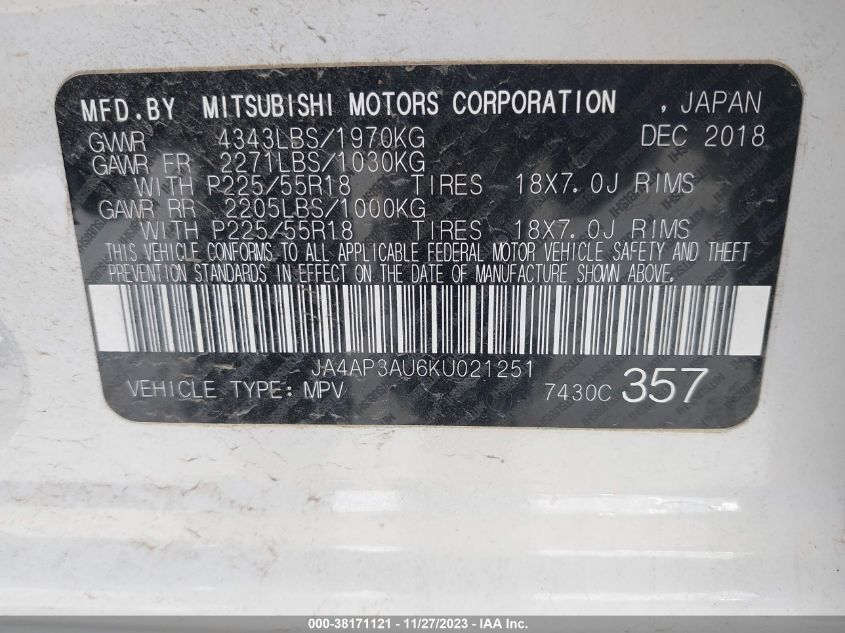 MFD.BY MITSUBISHI MOTORS CORPORATION , JAPAN
GVWR 4343LBS/1970KG DEC 2018
GAWR FR 2271LBS/1030KG
WITH P225/55R18 TIRES 18X7.0J RIMS
GAWR RR 2205LBS/1000KG
WITH P225/55R18 TIRES 18X7.0J RIMS
THIS VEHICLE CONFORMS TO ALL APPLICABLE FEDERAL MOTOR VEHICLE SAFETY AND THEFT
PREVENTION STANDARDS IN EFFECT ON THE DATE OF MANUFACTURE SHOWN ABOVE.
JA4AP3AU6KU021251
VEHICLE TYPE: MPV 7430C 357
000-38171121 - 11/27/2023 - IAA Inc.